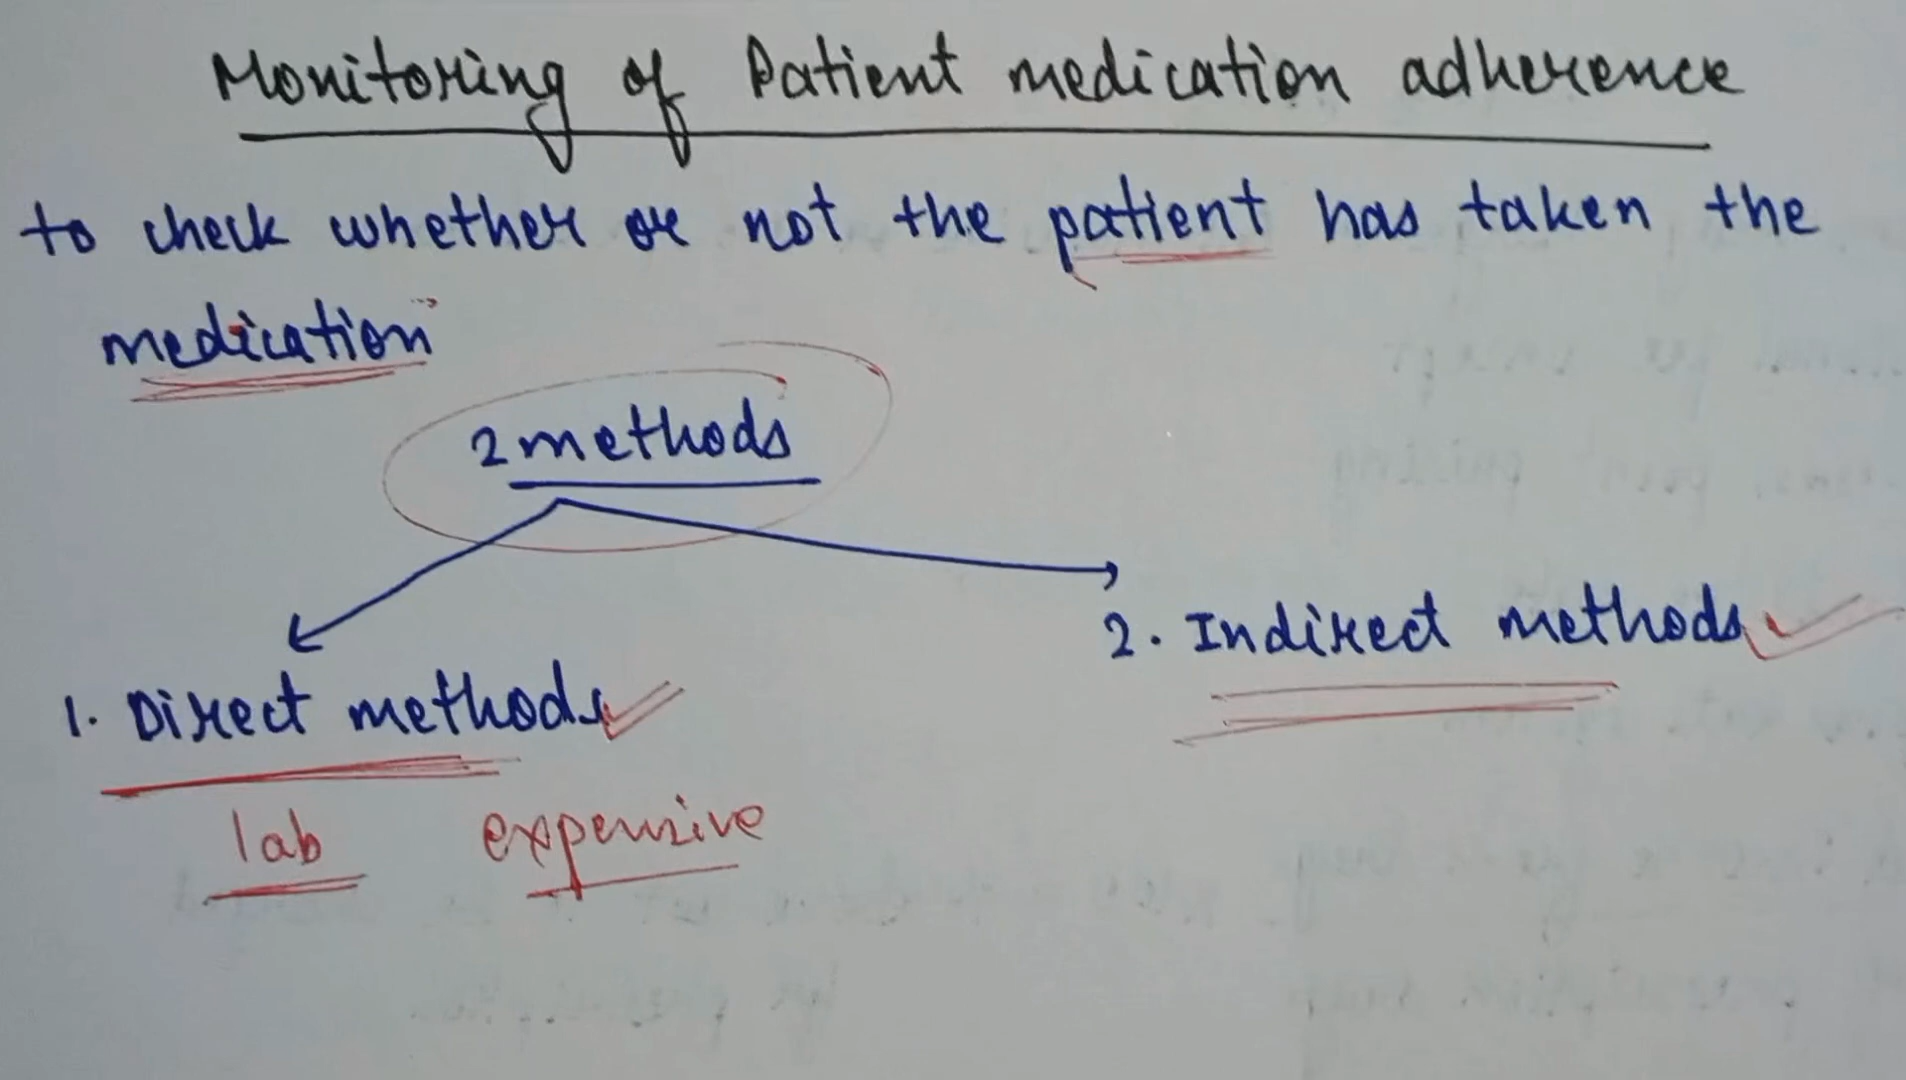 Monitoring of Patient medication adherence
to check whether or not the patient has taken the
medication
2 methods
2. Indirect methods
1. Direct methods
lab expensive